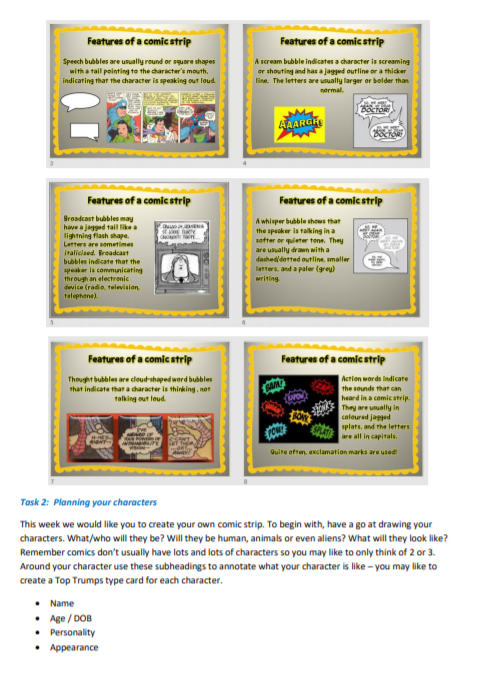 Features of a comic strip
Speech bubbles are usually round or square shapes
with a tail pointing to the character's mouth,
indicating that the character is speaking out loud.
2
Features of a comic strip
A scream bubble indicates a character is screaming
or shouting and has a jagged outline or a thicker
line. The letters are usually larger or bolder than
normal.
AAARGH!
DOCTOR!
DOCTOR!
4
Features of a comic strip
Broadcast bubbles may
have a jagged tail like a
lightning flash shape.
Letters are sometimes
italicised. Broadcast
bubbles indicate that the
speaker is communicating
through an electronic
device (radio, television,
telephone).
5
Features of a comic strip
A whisper bubble shows that
the speaker is talking in a
softer or quieter tone. They
are usually drawn with a
dashed/dotted outline, smaller
letters, and a paler (grey)
writing.
6
Features of a comic strip
Thought bubbles are cloud-shaped word bubbles
that indicate that a character is thinking, not
talking out loud.
7
Features of a comic strip
BAM!
POW!
Action words indicate
the sounds that can
heard in a comic strip.
They are usually in
coloured jagged
splats, and the letters
are all in capitals.
Quite often, exclamation marks are used!
8
Task 2: Planning your characters
This week we would like you to create your own comic strip. To begin with, have a go at drawing your
characters. What/who will they be? Will they be human, animals or even aliens? What will they look like?
Remember comics don't usually have lots and lots of characters so you may like to only think of 2 or 3.
Around your character use these subheadings to annotate what your character is like – you may like to
create a Top Trumps type card for each character.
• Name
• Age / DOB
• Personality
• Appearance